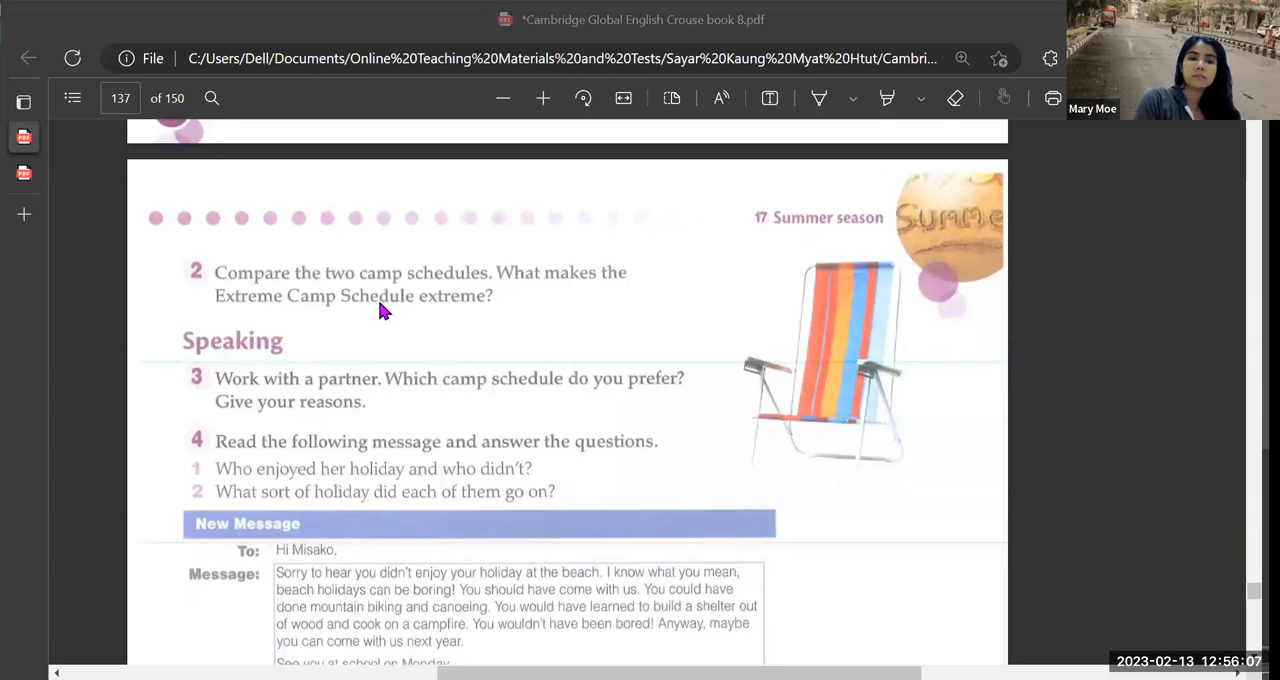 *Cambridge Global English Crouse book 8.pdf
File
C:/Users/Dell/Documents/Online%20Teaching%20Materials%20and%20Tests/Sayar%20Kaung%20Myat%20Htut/Cambri...
Mary Moe
137 of 150
17 Summer season
Summe
2 Compare the two camp schedules. What makes the
Extreme Camp Schedule extreme?
Speaking
3 Work with a partner. Which camp schedule do you prefer?
Give your reasons.
4 Read the following message and answer the questions.
1 Who enjoyed her holiday and who didn't?
2 What sort of holiday did each of them go on?
New Message
To: Hi Misako,
Message: Sorry to hear you didn't enjoy your holiday at the beach. I know what you mean,
beach holidays can be boring! You should have come with us. You could have
done mountain biking and canoeing. You would have learned to build a shelter out
of wood and cook on a campfire. You wouldn't have been bored! Anyway, maybe
you can come with us next year.
See you at school on Monday
2023-02-13 12:56:07